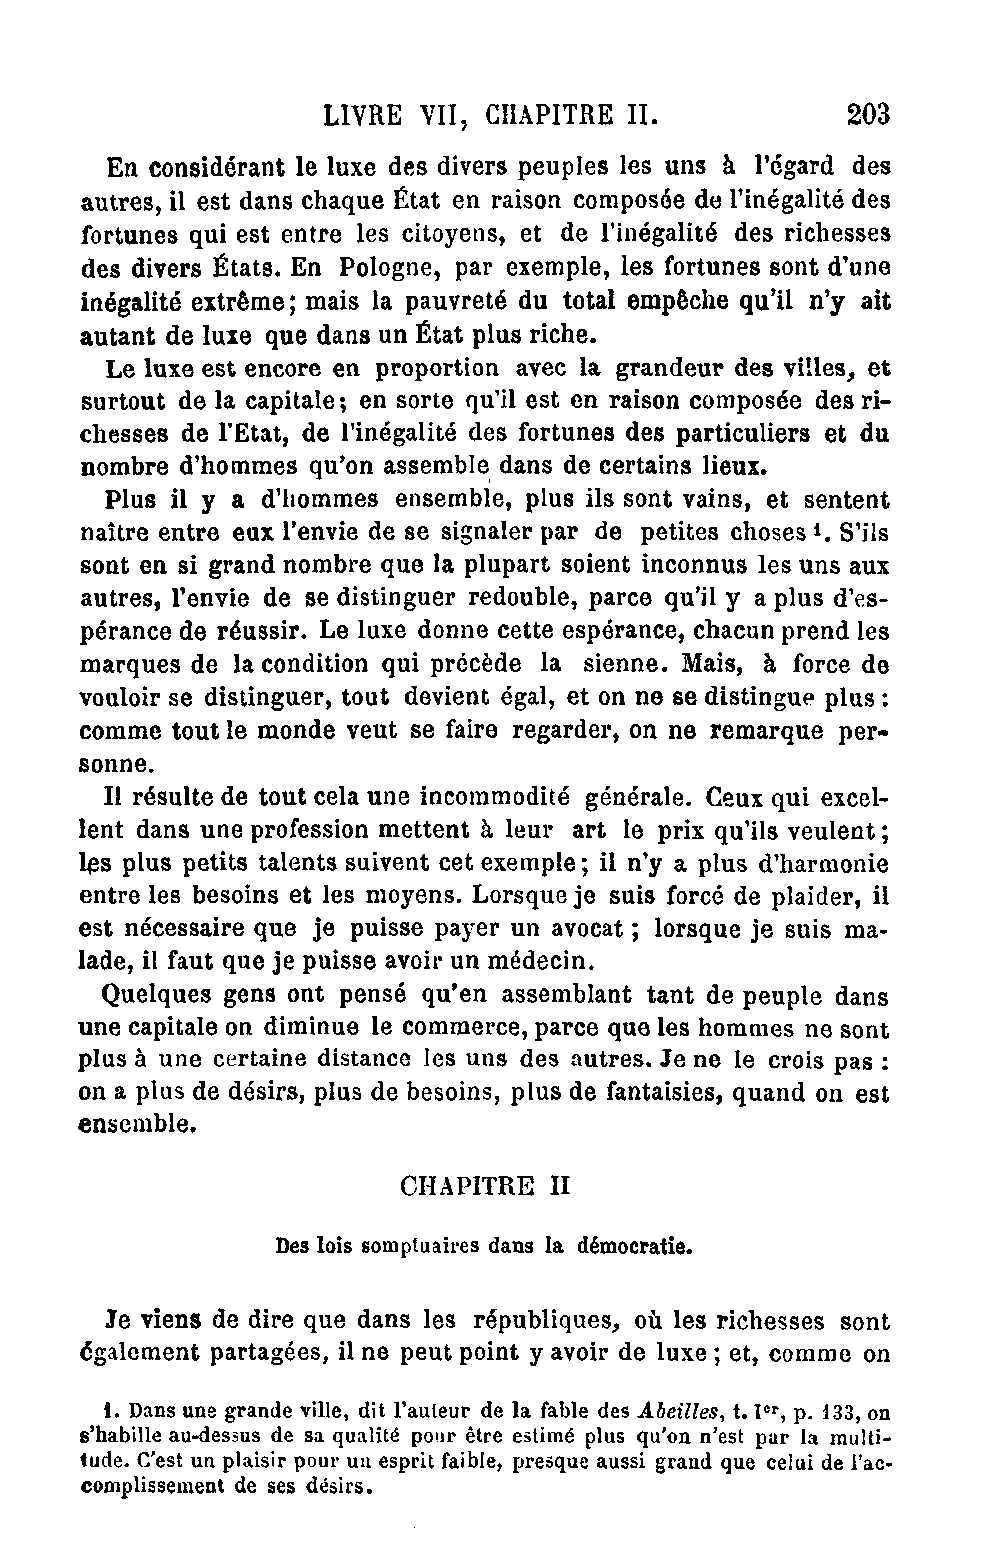 LIVRE VII, CHAPITRE II. 203
En considérant le luxe des divers peuples les uns à l'égard des
autres, il est dans chaque État en raison composée de l'inégalité des
fortunes qui est entre les citoyens, et de l'inégalité des richesses
des divers États. En Pologne, par exemple, les fortunes sont d'une
inégalité extrême; mais la pauvreté du total empêche qu'il n'y ait
autant de luxe que dans un État plus riche.
Le luxe est encore en proportion avec la grandeur des villes, et
surtout de la capitale; en sorte qu'il est en raison composée des ri-
chesses de l'Etat, de l'inégalité des fortunes des particuliers et du
nombre d'hommes qu'on assemble dans de certains lieux.
Plus il y a d'hommes ensemble, plus ils sont vains, et sentent
naître entre eux l'envie de se signaler par de petites choses 1. S'ils
sont en si grand nombre que la plupart soient inconnus les uns aux
autres, l'envie de se distinguer redouble, parce qu'il y a plus d'es-
pérance de réussir. Le luxe donne cette espérance, chacun prend les
marques de la condition qui précède la sienne. Mais, à force de
vouloir se distinguer, tout devient égal, et on ne se distingue plus :
comme tout le monde veut se faire regarder, on ne remarque per-
sonne.
Il résulte de tout cela une incommodité générale. Ceux qui excel-
lent dans une profession mettent à leur art le prix qu'ils veulent;
les plus petits talents suivent cet exemple; il n'y a plus d'harmonie
entre les besoins et les moyens. Lorsque je suis forcé de plaider, il
est nécessaire que je puisse payer un avocat ; lorsque je suis ma-
lade, il faut que je puisse avoir un médecin.
Quelques gens ont pensé qu'en assemblant tant de peuple dans
une capitale on diminue le commerce, parce que les hommes ne sont
plus à une certaine distance les uns des autres. Je ne le crois pas :
on a plus de désirs, plus de besoins, plus de fantaisies, quand on est
ensemble.
CHAPITRE II
Des lois somptuaires dans la démocratie.
Je viens de dire que dans les républiques, où les richesses sont
également partagées, il ne peut point y avoir de luxe ; et, comme on
1. Dans une grande ville, dit l'auteur de la fable des Abeilles, t. Ier, p. 133, on
s'habille au-dessus de sa qualité pour être estimé plus qu'on n'est par la multi-
tude. C'est un plaisir pour un esprit faible, presque aussi grand que celui de l'ac-
complissement de ses désirs.